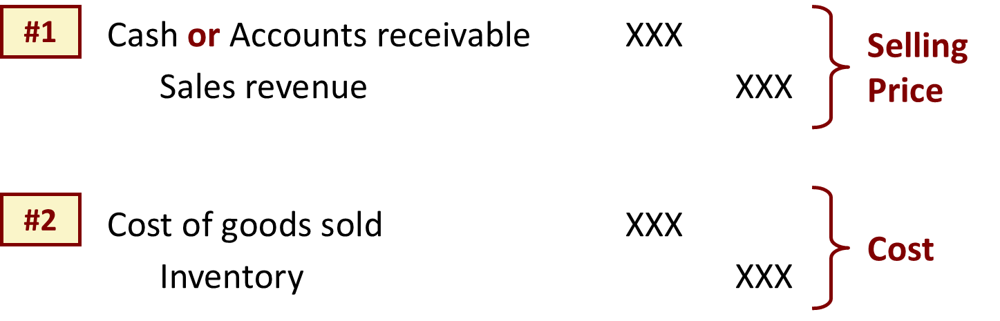 #1 Cash or Accounts receivable XXX
Sales revenue XXX
Selling
Price
#2 Cost of goods sold XXX
Inventory XXX
Cost